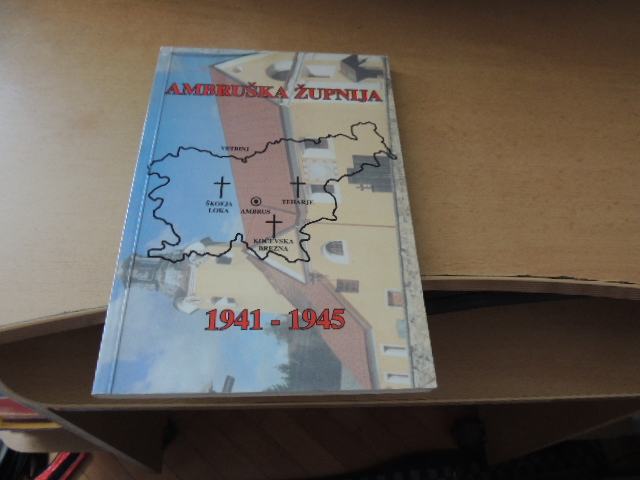 AMBRUŠKA ŽUPNIJA
VETRINJ
ŠKOFJA
LOKA
AMBRUS
TEHARJE
KOČEVSKA
BREZNA
1941 - 1945